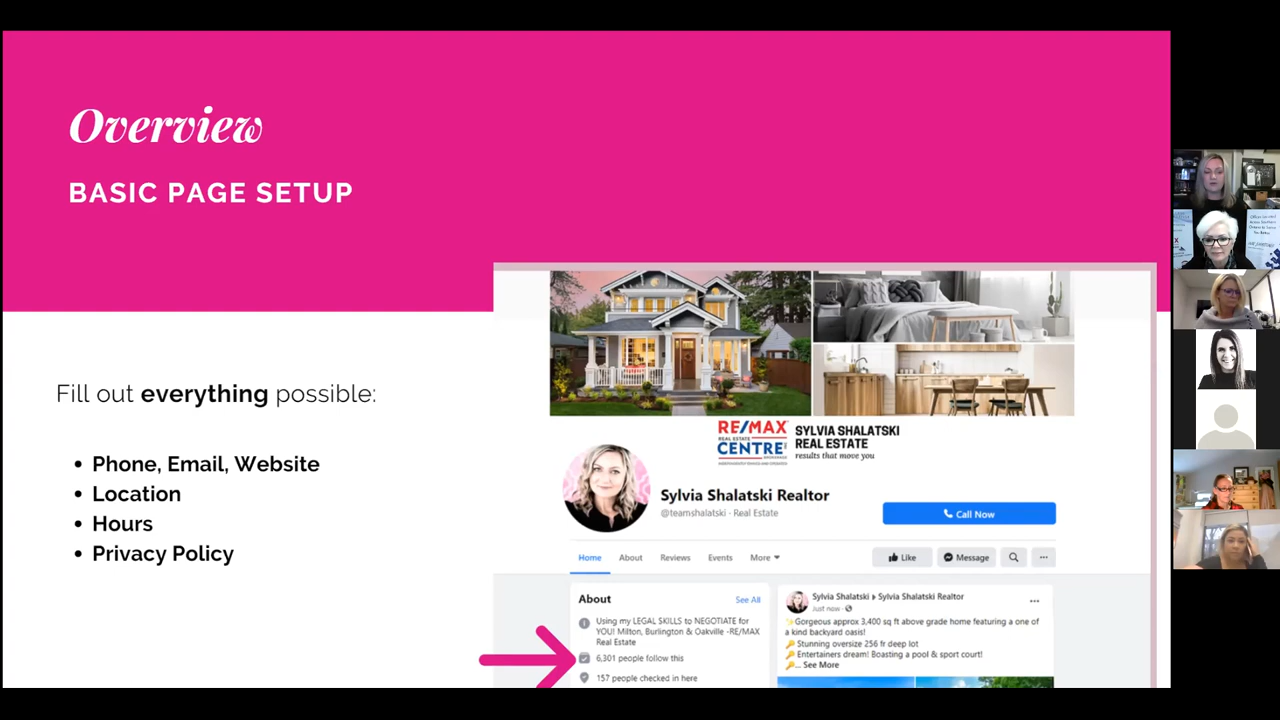 Overview
BASIC PAGE SETUP
Fill out everything possible:
• Phone, Email, Website
• Location
• Hours
• Privacy Policy
RE/MAX
REAL ESTATE
CENTRE
SYLVIA SHALATSKI
REAL ESTATE
results that move you
Sylvia Shalatski Realtor
@teamshalatski · Real Estate
Call Now
Home About Reviews Events More
Like Message
About See All
Using my LEGAL SKILLS to NEGOTIATE for
YOU! Milton, Burlington & Oakville -RE/MAX
Real Estate
6,301 people follow this
157 people checked in here
Sylvia Shalatski ▸ Sylvia Shalatski Realtor
Just now ·
✨Gorgeous approx 3,400 sq ft above grade home featuring a one of
a kind backyard oasis!
🔑 Stunning oversize 256 fr deep lot
🔑 Entertainers dream! Boasting a pool & sport court!
🔑... See More